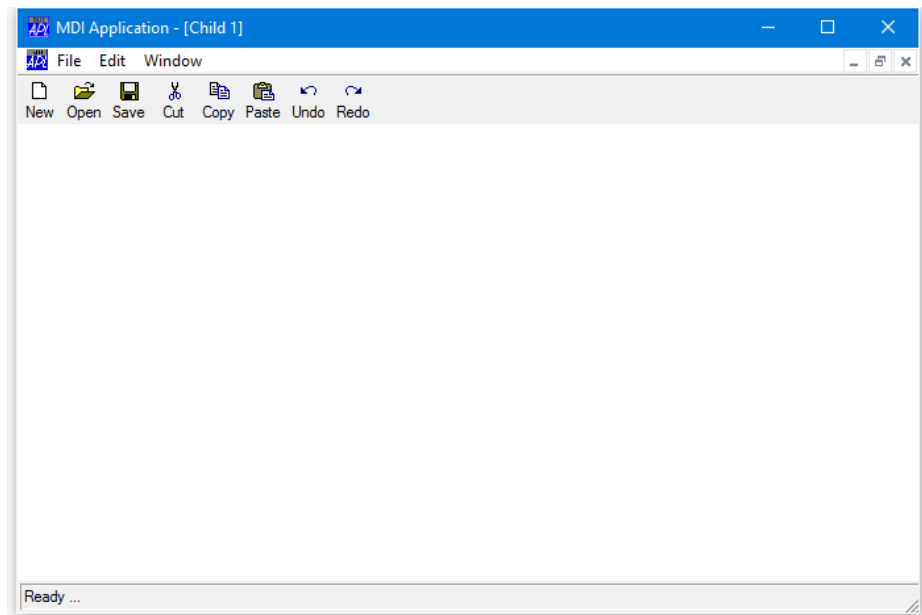 MDI Application - [Child 1]
File Edit Window
New Open Save Cut Copy Paste Undo Redo
Ready ...